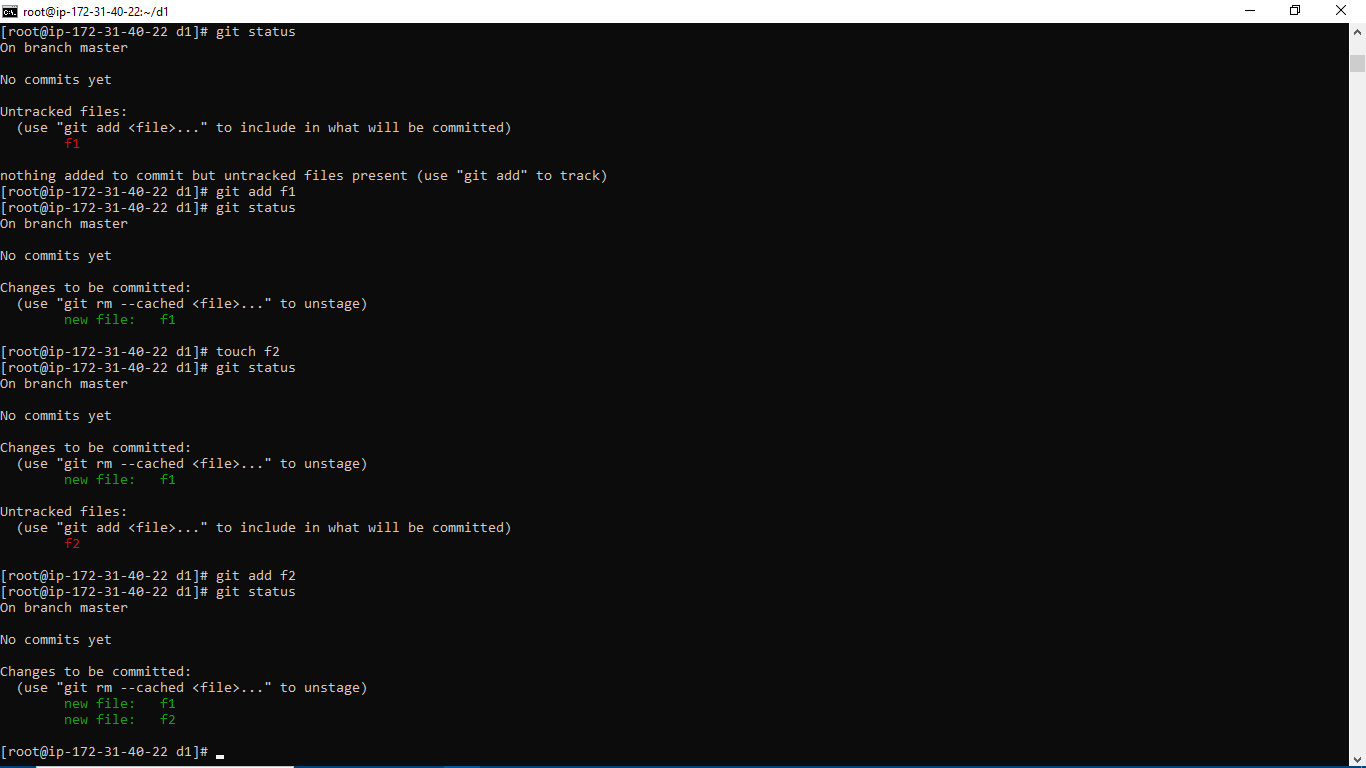 root@ip-172-31-40-22:~/d1
[root@ip-172-31-40-22 d1]# git status
On branch master
No commits yet
Untracked files:
  (use "git add <file>..." to include in what will be committed)
        f1
nothing added to commit but untracked files present (use "git add" to track)
[root@ip-172-31-40-22 d1]# git add f1
[root@ip-172-31-40-22 d1]# git status
On branch master
No commits yet
Changes to be committed:
  (use "git rm --cached <file>..." to unstage)
        new file:   f1
[root@ip-172-31-40-22 d1]# touch f2
[root@ip-172-31-40-22 d1]# git status
On branch master
No commits yet
Changes to be committed:
  (use "git rm --cached <file>..." to unstage)
        new file:   f1
Untracked files:
  (use "git add <file>..." to include in what will be committed)
        f2
[root@ip-172-31-40-22 d1]# git add f2
[root@ip-172-31-40-22 d1]# git status
On branch master
No commits yet
Changes to be committed:
  (use "git rm --cached <file>..." to unstage)
        new file:   f1
        new file:   f2
[root@ip-172-31-40-22 d1]#